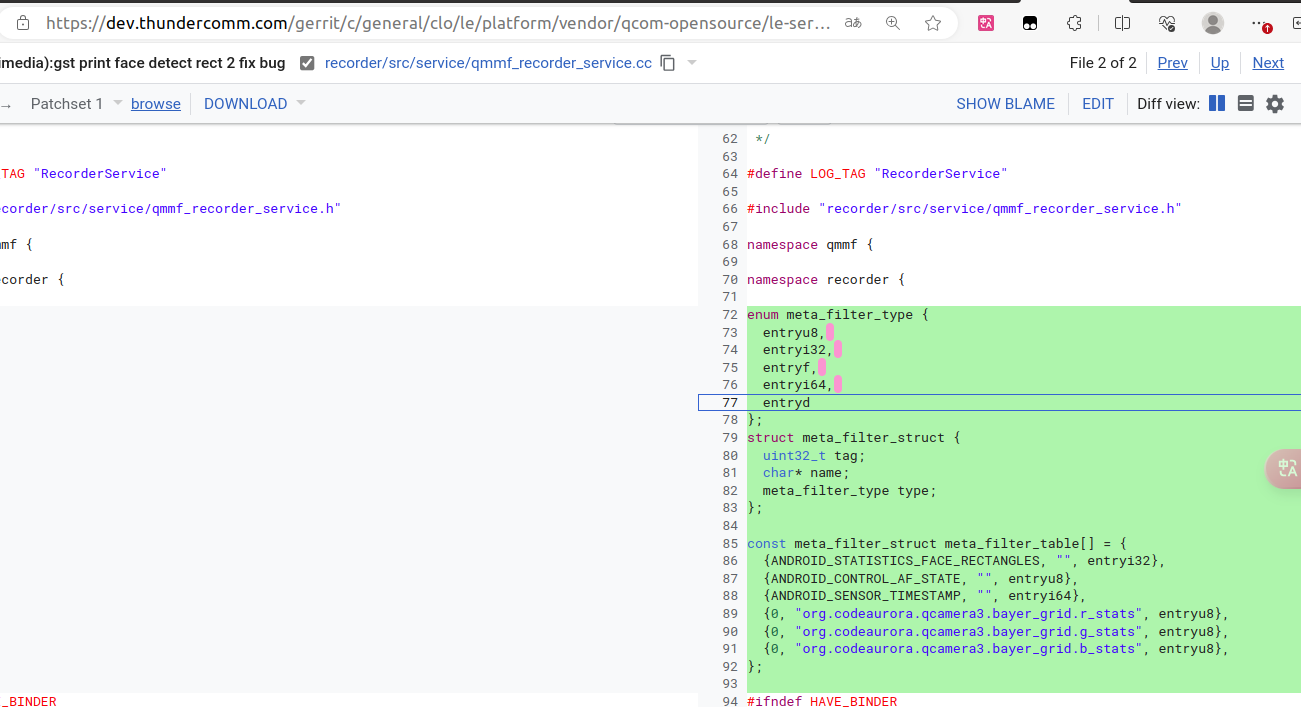 https://dev.thundercomm.com/gerrit/c/general/clo/le/platform/vendor/qcom-opensource/le-ser...
imedia):gst print face detect rect 2 fix bug recorder/src/service/qmmf_recorder_service.cc File 2 of 2 Prev Up Next
→ Patchset 1 browse DOWNLOAD SHOW BLAME EDIT Diff view:
62 */
63
TAG "RecorderService" 64 #define LOG_TAG "RecorderService"
65
corder/src/service/qmmf_recorder_service.h" 66 #include "recorder/src/service/qmmf_recorder_service.h"
67
mf { 68 namespace qmmf {
69
corder { 70 namespace recorder {
71
72 enum meta_filter_type {
73 entryu8,
74 entryi32,
75 entryf,
76 entryi64,
77 entryd
78 };
79 struct meta_filter_struct {
80 uint32_t tag;
81 char* name;
82 meta_filter_type type;
83 };
84
85 const meta_filter_struct meta_filter_table[] = {
86 {ANDROID_STATISTICS_FACE_RECTANGLES, "", entryi32},
87 {ANDROID_CONTROL_AF_STATE, "", entryu8},
88 {ANDROID_SENSOR_TIMESTAMP, "", entryi64},
89 {0, "org.codeaurora.qcamera3.bayer_grid.r_stats", entryu8},
90 {0, "org.codeaurora.qcamera3.bayer_grid.g_stats", entryu8},
91 {0, "org.codeaurora.qcamera3.bayer_grid.b_stats", entryu8},
92 };
93
_BINDER 94 #ifndef HAVE_BINDER